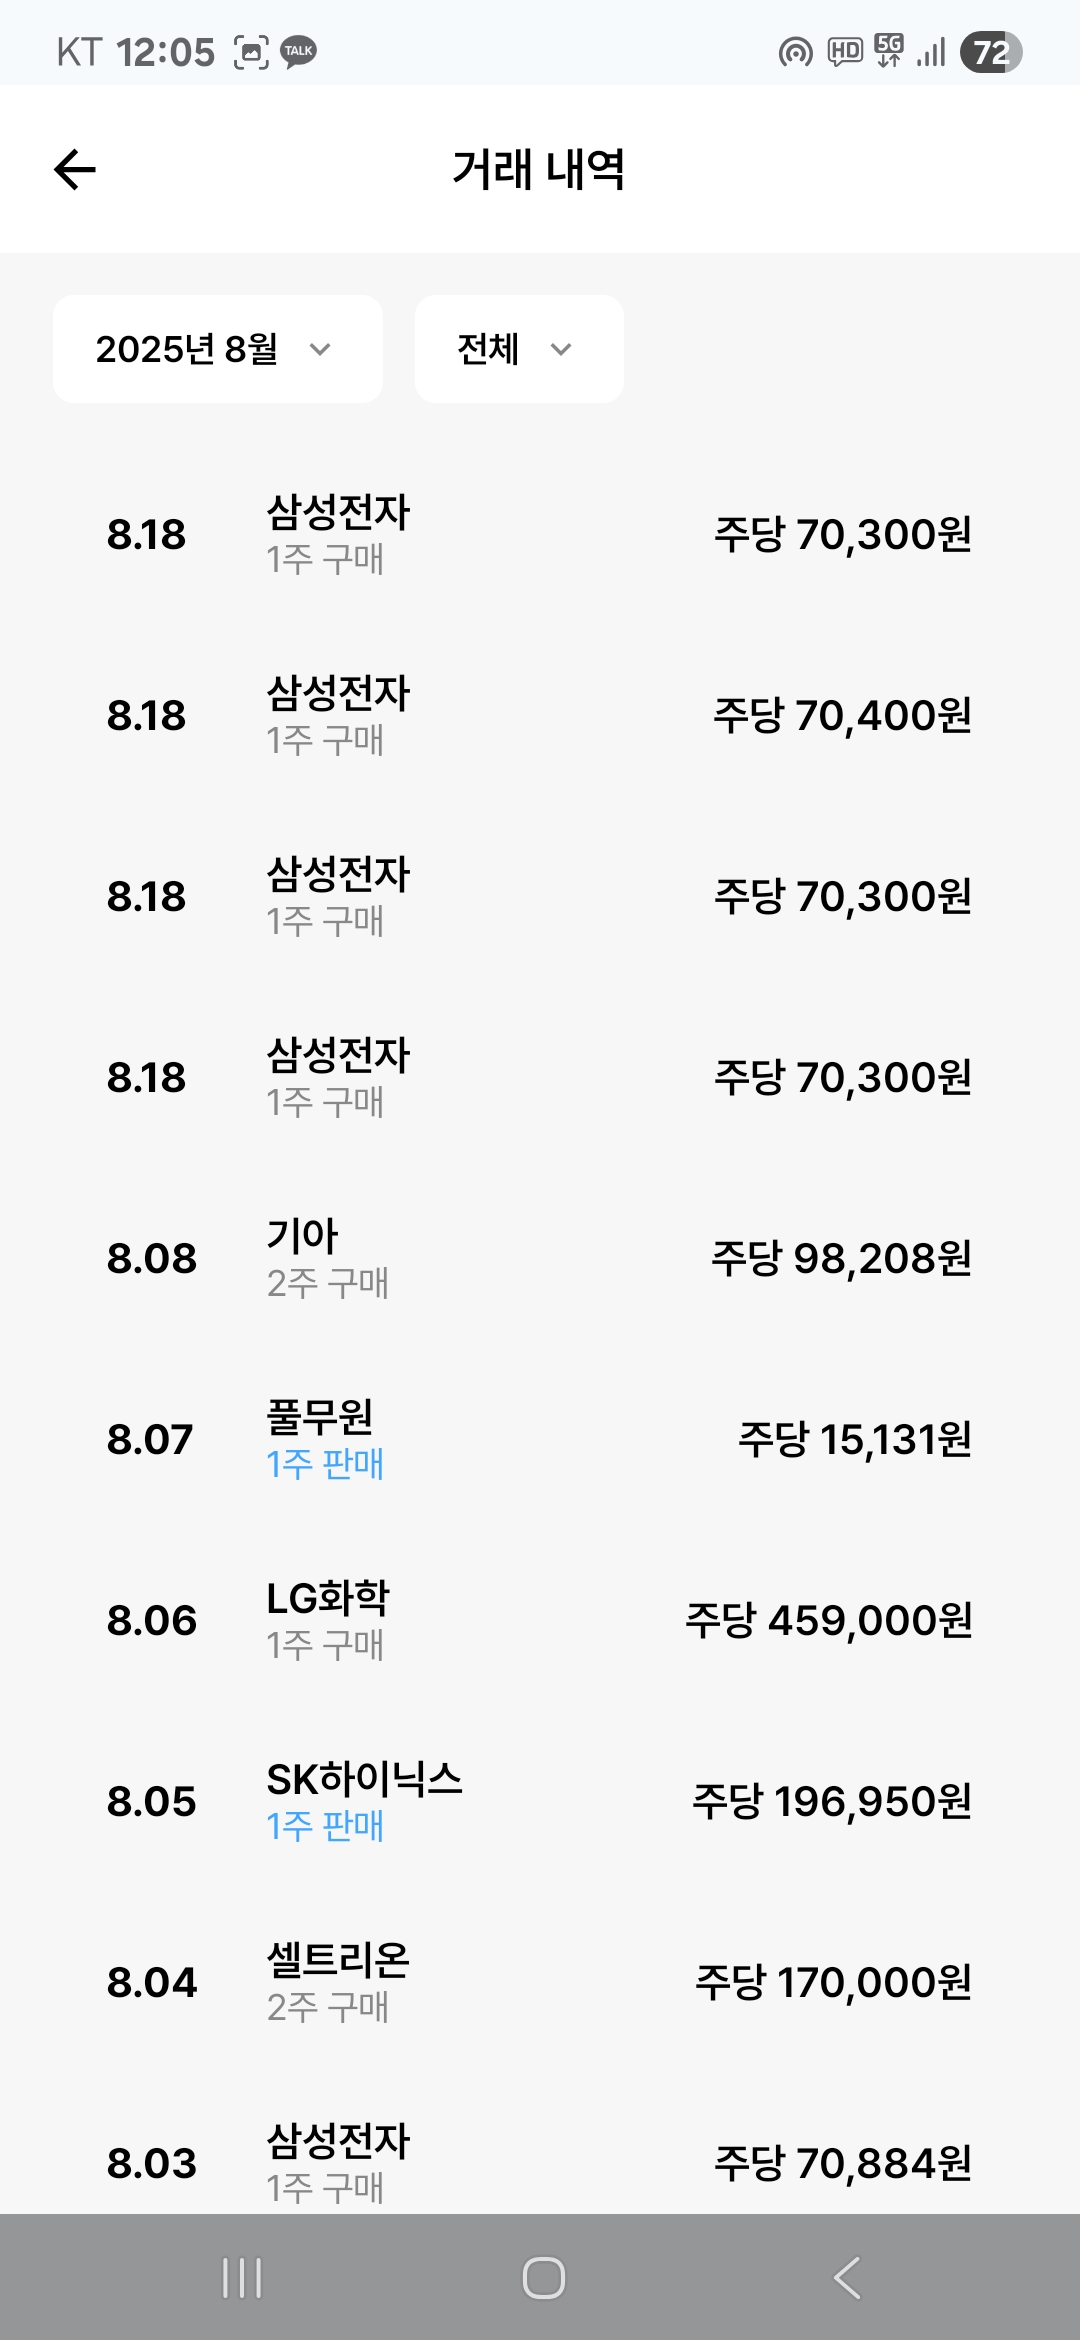 KT 12:05 TALK HD 5G 72
거래 내역
2025년 8월 전체
8.18 삼성전자 주당 70,300원
1주 구매
8.18 삼성전자 주당 70,400원
1주 구매
8.18 삼성전자 주당 70,300원
1주 구매
8.18 삼성전자 주당 70,300원
1주 구매
8.08 기아 주당 98,208원
2주 구매
8.07 풀무원 주당 15,131원
1주 판매
8.06 LG화학 주당 459,000원
1주 구매
8.05 SK하이닉스 주당 196,950원
1주 판매
8.04 셀트리온 주당 170,000원
2주 구매
8.03 삼성전자 주당 70,884원
1주 구매